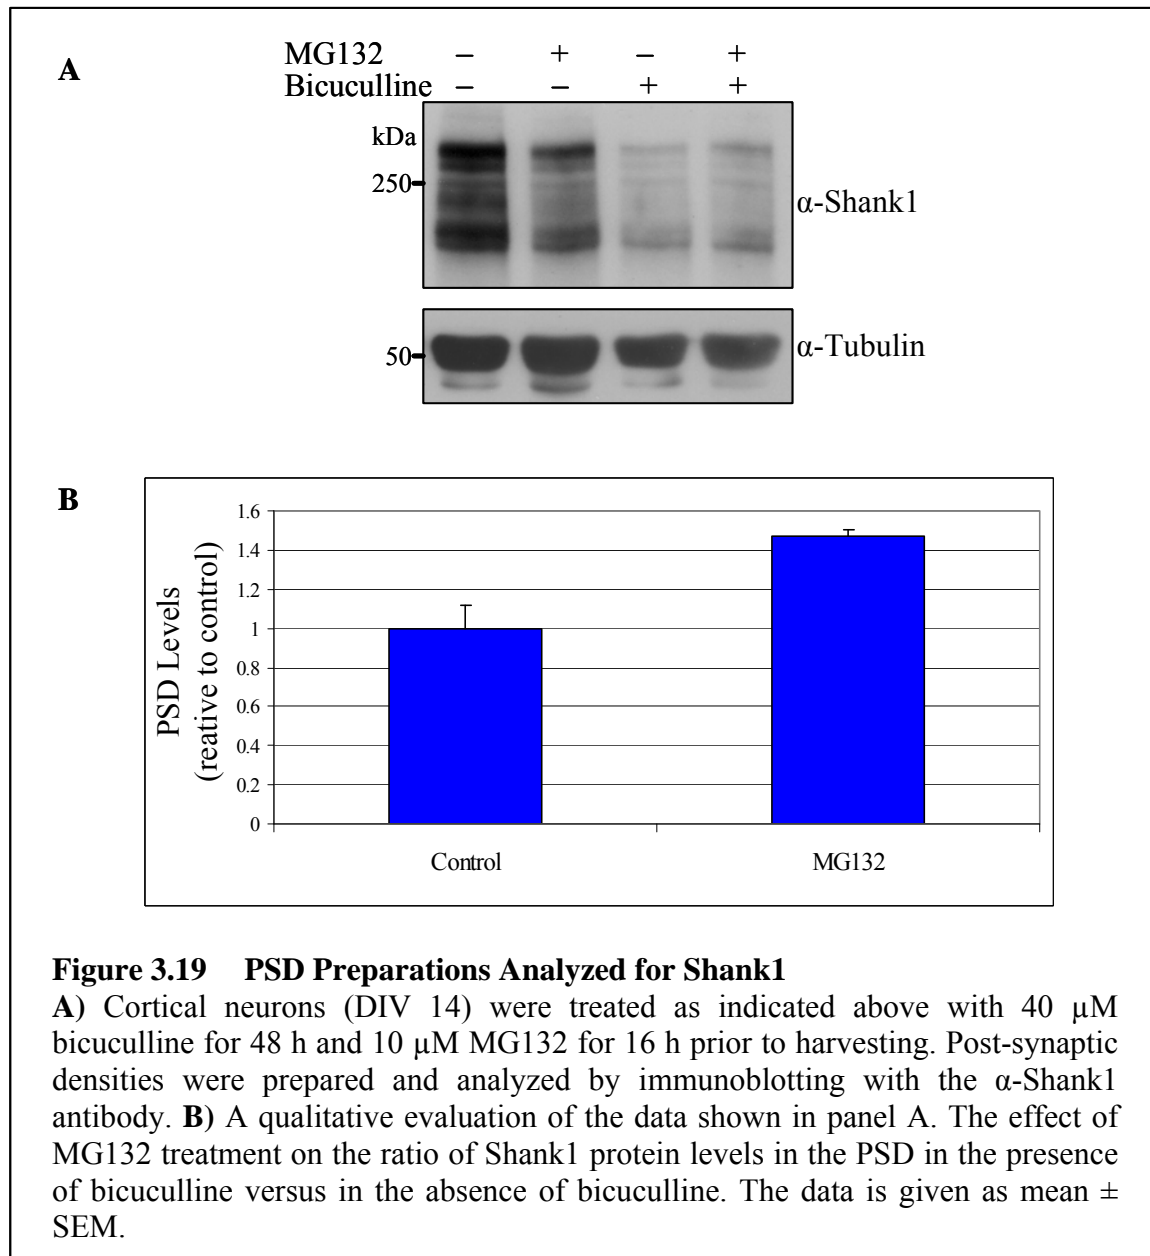 A
MG132 – + – +
Bicuculline – – + +
kDa
250
α-Shank1
50
α-Tubulin
B
PSD Levels
(reative to control)
1.6
1.4
1.2
1
0.8
0.6
0.4
0.2
0
Control MG132
Figure 3.19 PSD Preparations Analyzed for Shank1
A) Cortical neurons (DIV 14) were treated as indicated above with 40 µM
bicuculline for 48 h and 10 µM MG132 for 16 h prior to harvesting. Post-synaptic
densities were prepared and analyzed by immunoblotting with the α-Shank1
antibody. B) A qualitative evaluation of the data shown in panel A. The effect of
MG132 treatment on the ratio of Shank1 protein levels in the PSD in the presence
of bicuculline versus in the absence of bicuculline. The data is given as mean ±
SEM.